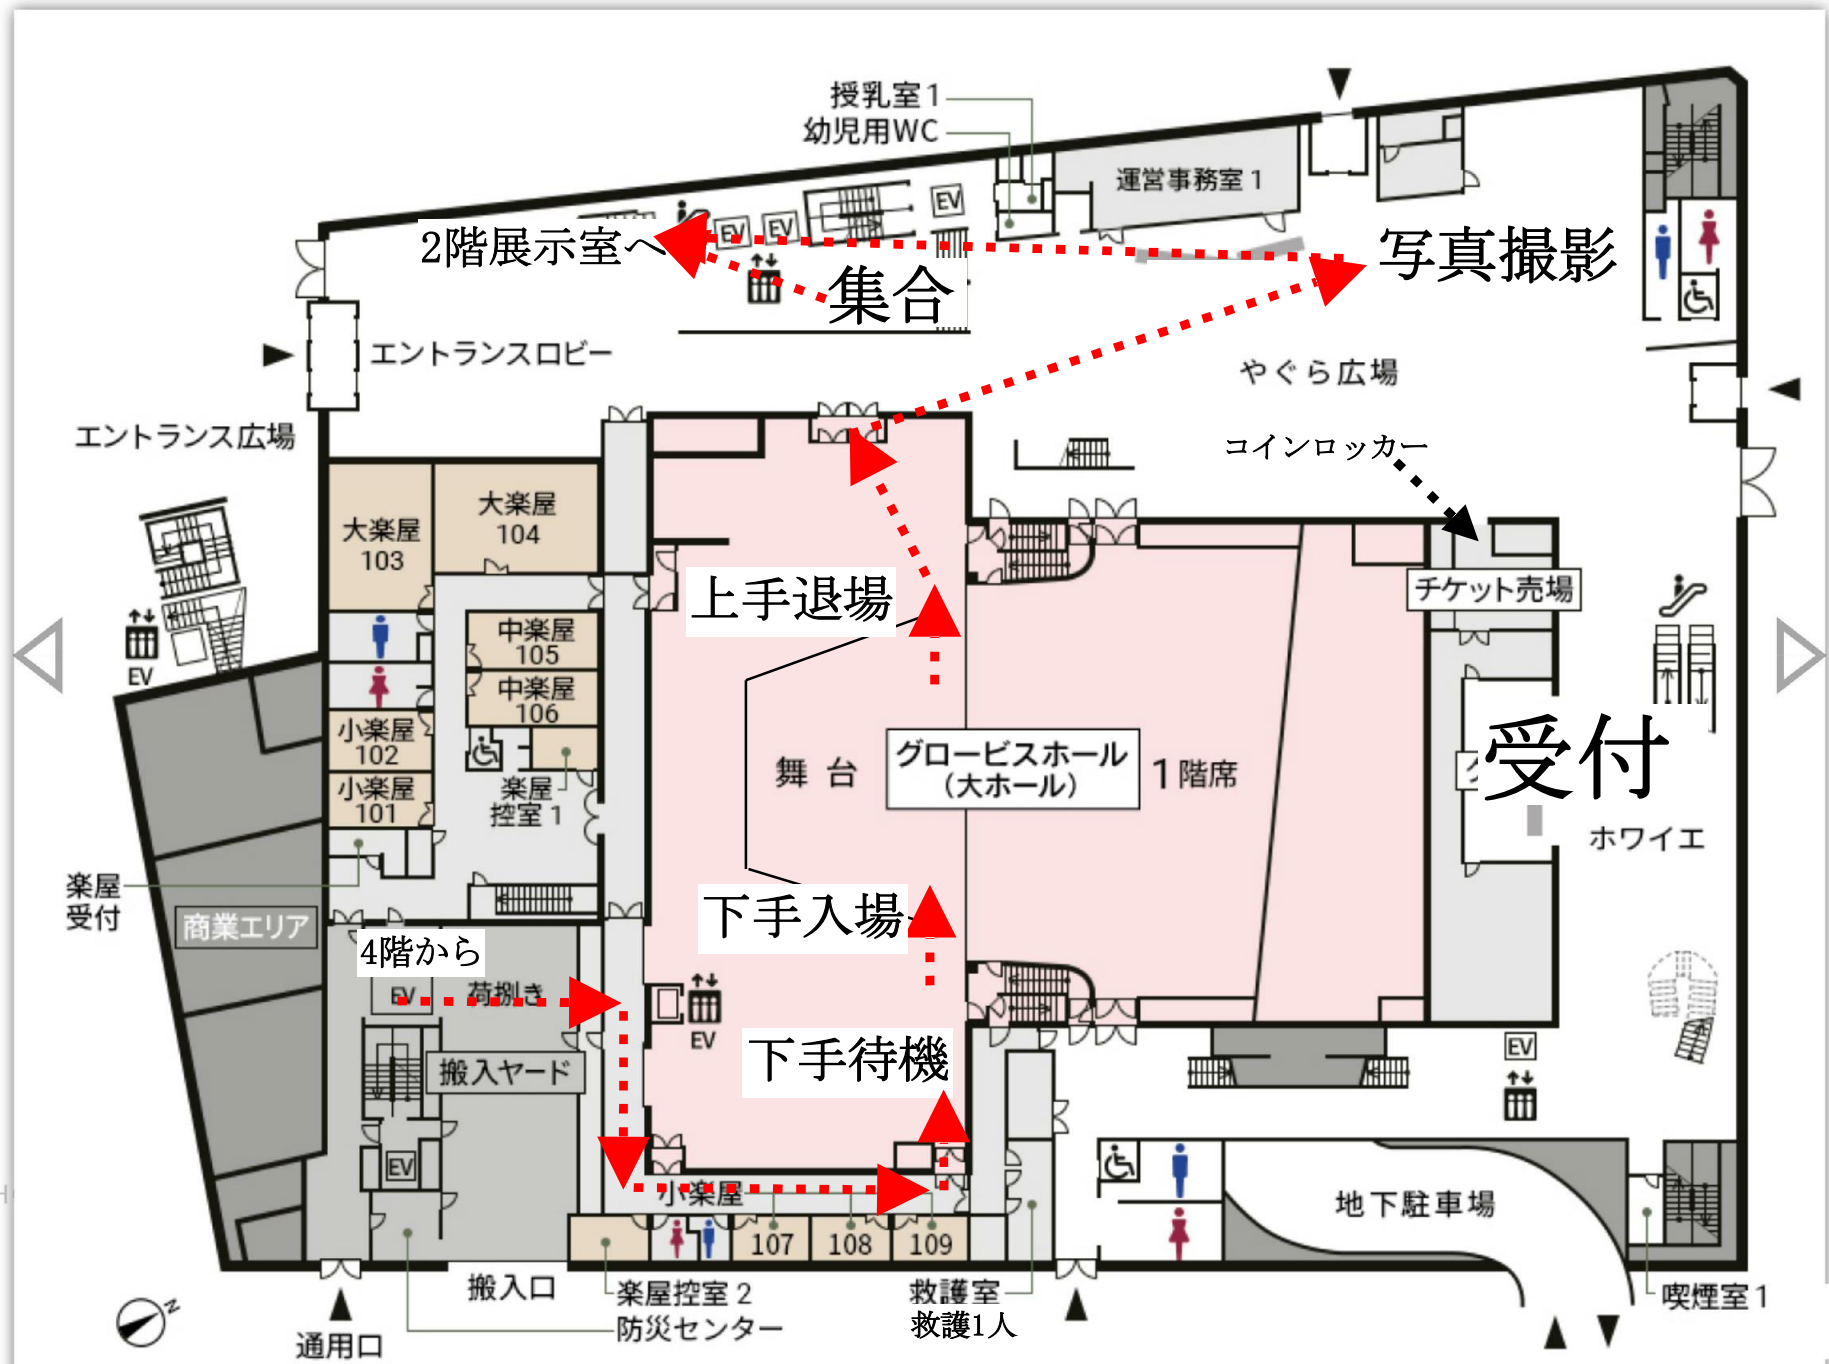 授乳室1
幼児用WC
運営事務室1
2階展示室へ
EV
EV
EV
集合
写真撮影
エントランスロビー
やぐら広場
エントランス広場
コインロッカー
大楽屋
103
大楽屋
104
上手退場
チケット売場
中楽屋
105
中楽屋
106
EV
小楽屋
102
小楽屋
101
楽屋
控室1
舞台
グロービスホール
(大ホール)
1階席
ク
受付
ホワイエ
楽屋
受付
商業エリア
下手入場
4階から
EV
荷捌き
EV
下手待機
搬入ヤード
EV
EV
小楽屋
107
108
109
地下駐車場
搬入口
楽屋控室2
防災センター
救護室
救護1人
喫煙室1
通用口
N